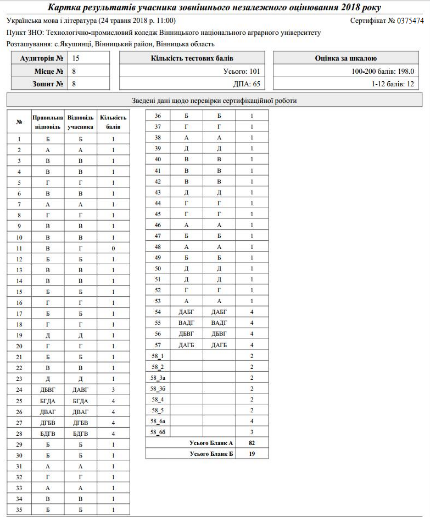 Картка результатів учасника зовнішнього незалежного оцінювання 2018 року
Українська мова і література (24 травня 2018 р. 11:00) Сертифікат № 0375474
Пункт ЗНО: Технологічно-промисловий коледж Вінницького національного аграрного університету
Розташування: с.Якушинці, Вінницький район, Вінницька область
Аудиторія № 15
Місце № 8
Зошит № 8
Кількість тестових балів
Усього: 101
ДПА: 65
Оцінка за шкалою
100-200 балів: 198.0
1-12 балів: 12
Зведені дані щодо перевірки сертифікаційної роботи
№ Правильна відповідь Відповідь учасника Кількість балів
1 Б Б 1
2 А А 1
3 В В 1
4 В В 1
5 Г Г 1
6 В В 1
7 А А 1
8 Г Г 1
9 В В 1
10 В В 1
11 В Г 0
12 Б Б 1
13 В В 1
14 В В 1
15 Б Б 1
16 Г Г 1
17 Б Б 1
18 Г Г 1
19 Д Д 1
20 Г Г 1
21 Б Б 1
22 В В 1
23 Д Д 1
24 ДБВГ ДАВГ 3
25 БГДА БГДА 4
26 ДВАГ ДВАГ 4
27 ДГБВ ДГБВ 4
28 БДГВ БДГВ 4
29 Б Б 1
30 Б Б 1
31 А А 1
32 Г Г 1
33 А А 1
34 В В 1
35 Б Б 1
36 Б Б 1
37 Г Г 1
38 А А 1
39 Д Д 1
40 В В 1
41 В В 1
42 В В 1
43 Д Д 1
44 Г Г 1
45 Г Г 1
46 А А 1
47 Б Б 1
48 А А 1
49 Б Б 1
50 Д Д 1
51 Д Д 1
52 Г Г 1
53 А А 1
54 ДАБГ ДАБГ 4
55 ВАДГ ВАДГ 4
56 ДБВГ ДБВГ 4
57 ДАГБ ДАГБ 4
58_1 2
58_2 2
58_3а 2
58_3б 2
58_4 2
58_5 2
58_6а 4
58_6б 3
Усього Бланк А 82
Усього Бланк Б 19